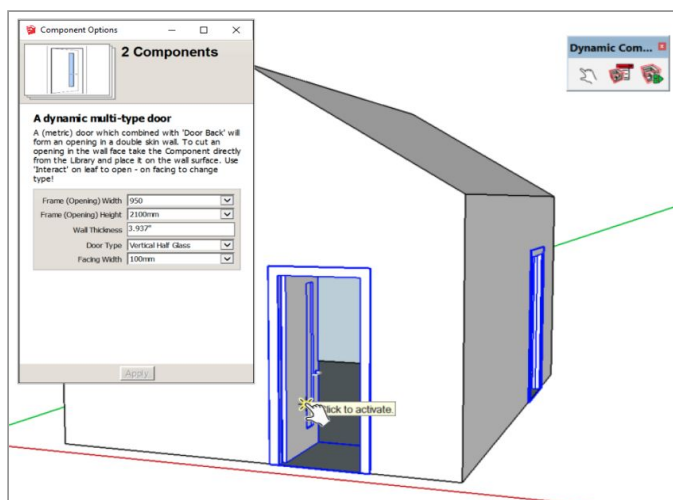 Component Options
2 Components
A dynamic multi-type door
A (metric) door which combined with 'Door Back' will
form an opening in a double skin wall. To cut an
opening in the wall face take the Component directly
from the Library and place it on the wall surface. Use
'Interact' on leaf to open - on facing to change
type!
Frame (Opening) Width 950
Frame (Opening) Height 2100mm
Wall Thickness 3.937"
Door Type Vertical Half Glass
Facing Width 100mm
Apply
Dynamic Com...
Click to activate.